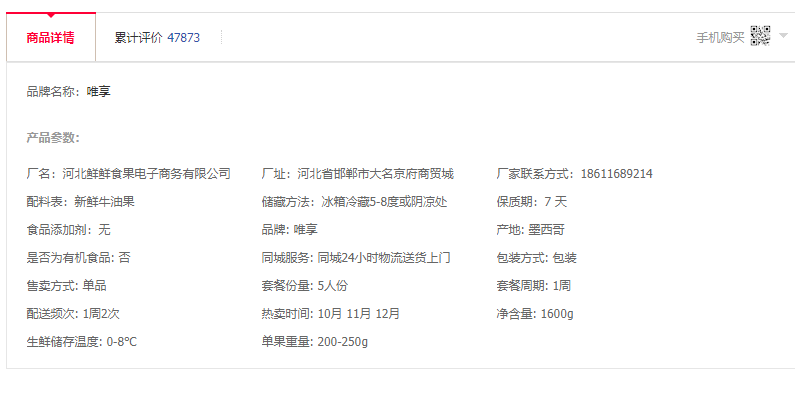 商品详情 累计评价 47873 手机购买
品牌名称：唯享
产品参数：
厂名：河北鲜鲜食果电子商务有限公司 厂址：河北省邯郸市大名京府商贸城 厂家联系方式：18611689214
配料表：新鲜牛油果 储藏方法：冰箱冷藏5-8度或阴凉处 保质期：7 天
食品添加剂：无 品牌: 唯享 产地: 墨西哥
是否为有机食品: 否 同城服务: 同城24小时物流送货上门 包装方式: 包装
售卖方式: 单品 套餐份量: 5人份 套餐周期: 1周
配送频次: 1周2次 热卖时间: 10月 11月 12月 净含量: 1600g
生鲜储存温度: 0-8℃ 单果重量: 200-250g